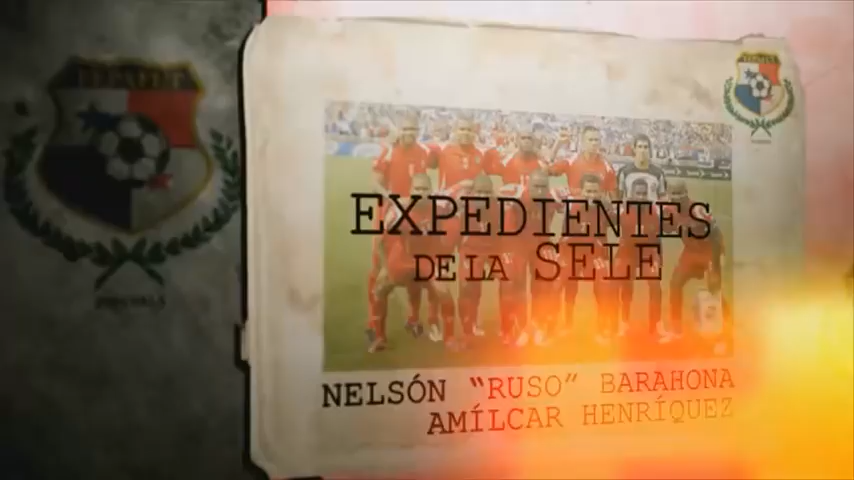 EXPEDIENTES
DE LA SELE
NELSÓN “RUSO” BARAHONA
AMÍLCAR HENRÍQUEZ